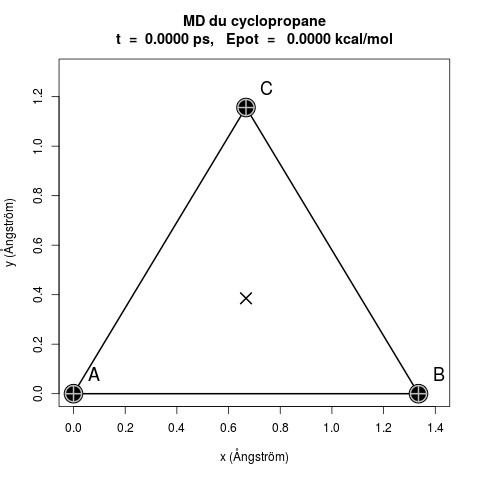 MD du cyclopropane
t = 0.0000 ps, Epot = 0.0000 kcal/mol
y (Ångström)
1.2
1.0
0.8
0.6
0.4
0.2
0.0
C
A
B
0.0 0.2 0.4 0.6 0.8 1.0 1.2 1.4
x (Ångström)